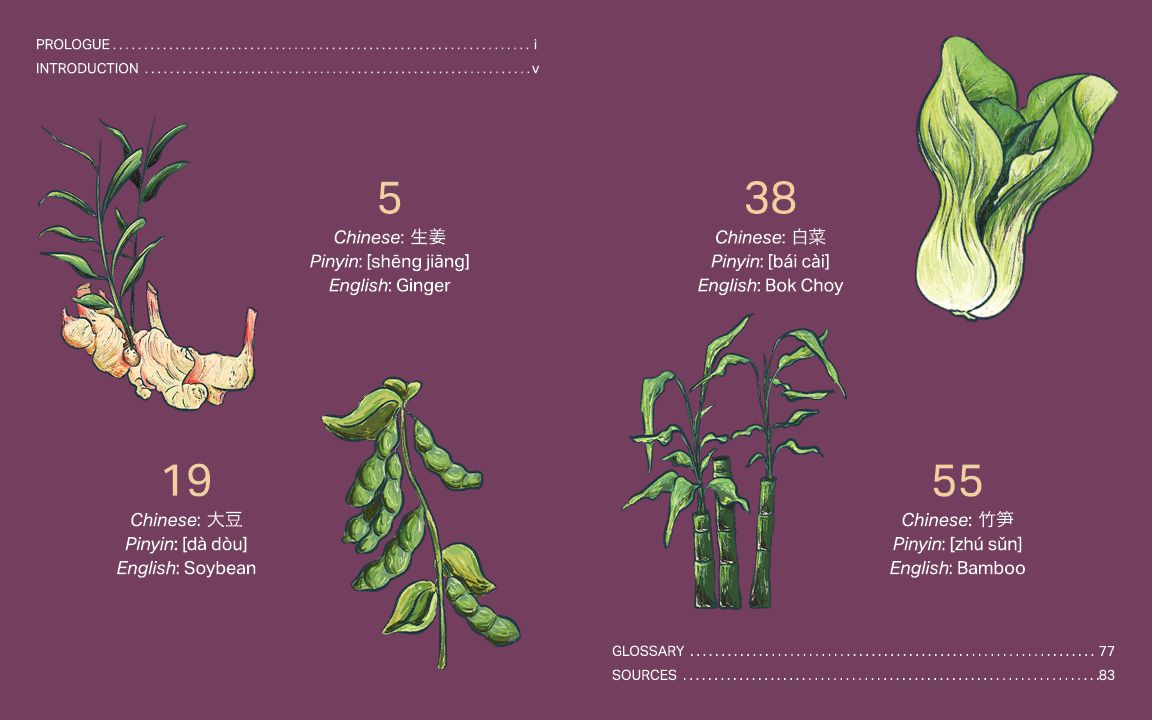 PROLOGUE ........................................................................ i
INTRODUCTION ................................................................ v
5
Chinese: 生姜
Pinyin: [shēng jiāng]
English: Ginger
19
Chinese: 大豆
Pinyin: [dà dòu]
English: Soybean
38
Chinese: 白菜
Pinyin: [bái cài]
English: Bok Choy
55
Chinese: 竹笋
Pinyin: [zhú sǔn]
English: Bamboo
GLOSSARY .................................................................... 77
SOURCES ......................................................................83